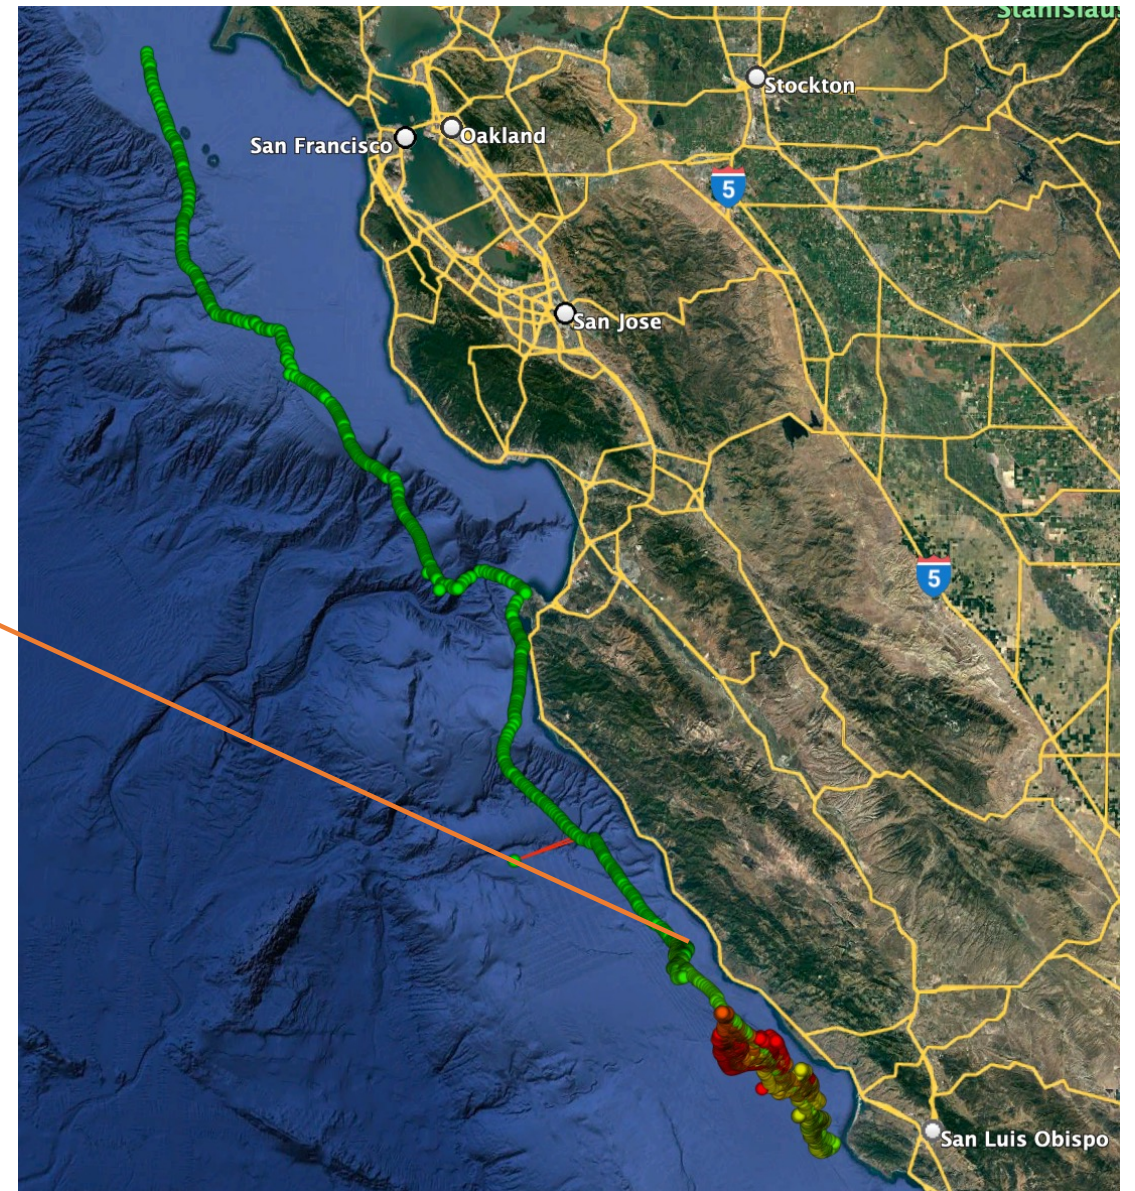 Stanislaus
Stockton
San Francisco
Oakland
5
San Jose
5
San Luis Obispo